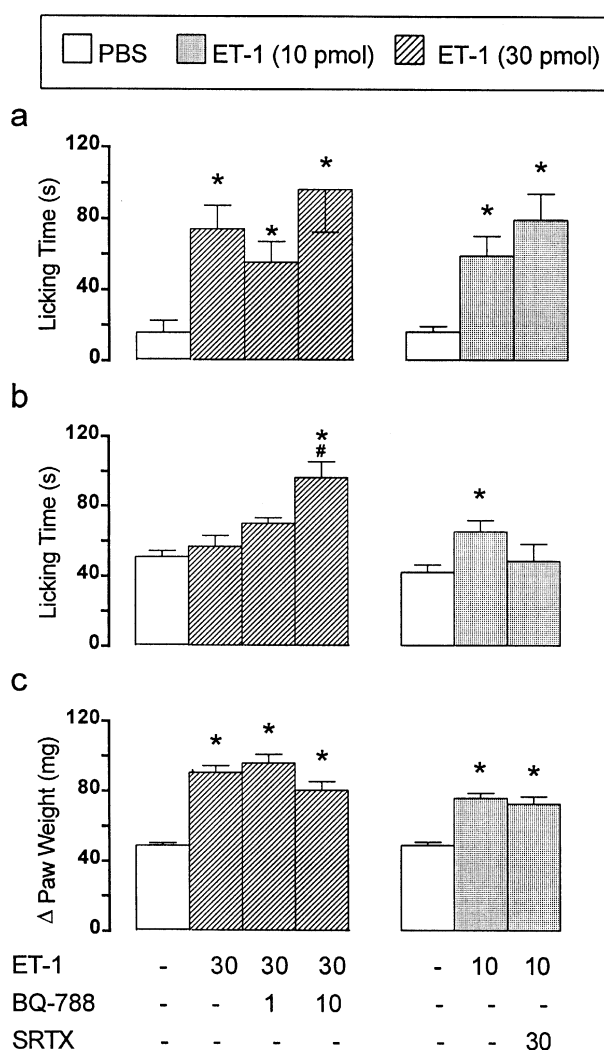 PBS ET-1 (10 pmol) ET-1 (30 pmol)
a
Licking Time (s)
120
80
40
0
* * * * *
b
Licking Time (s)
120
80
40
0
* # *
c
Δ Paw Weight (mg)
120
80
40
0
* * * * *
ET-1 - 30 30 30 - 10 10
BQ-788 - - 1 10 - - -
SRTX - - - - - - 30